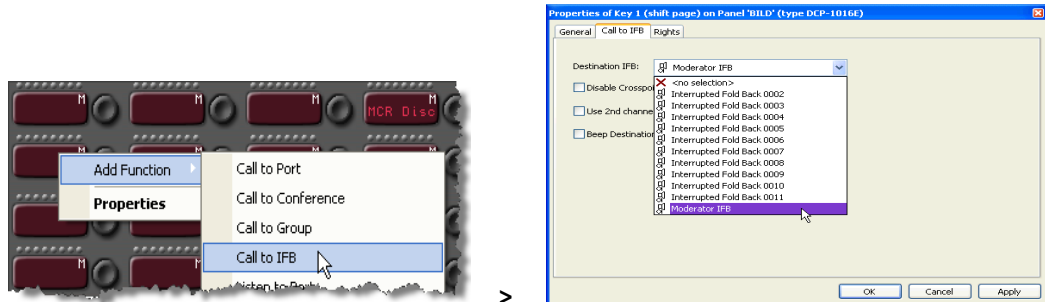 M M M M
MCR Disc
M
Add Function
Properties
Call to Port
Call to Conference
Call to Group
Call to IFB
Listen to Port
M
>
Properties of Key 1 (shift page) on Panel 'BILD' (type DCP-1016E)
General Call to IFB Rights
Destination IFB: Moderator IFB
Disable Crosspo
Use 2nd channe
Beep Destination
<no selection>
Interrupted Fold Back 0002
Interrupted Fold Back 0003
Interrupted Fold Back 0004
Interrupted Fold Back 0005
Interrupted Fold Back 0006
Interrupted Fold Back 0007
Interrupted Fold Back 0008
Interrupted Fold Back 0009
Interrupted Fold Back 0010
Interrupted Fold Back 0011
Moderator IFB
OK Cancel Apply